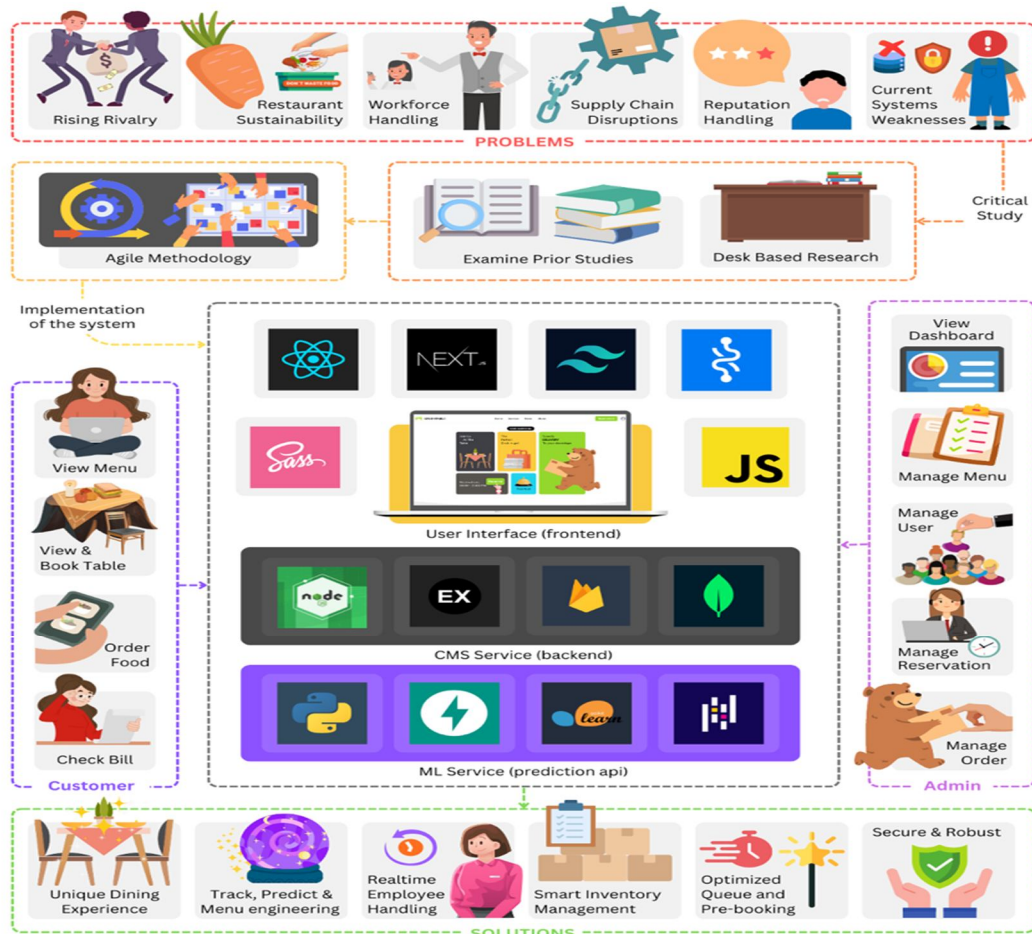 Rising Rivalry
Restaurant
Sustainability
Workforce
Handling
Supply Chain
Disruptions
Reputation
Handling
Current
Systems
Weaknesses
PROBLEMS
Critical
Study
Agile Methodology
Examine Prior Studies
Desk Based Research
Implementation
of the system
NEXT.JS
Sass
JS
User Interface (frontend)
node
EX
CMS Service (backend)
learn
ML Service (prediction api)
View Menu
View &
Book Table
Order
Food
Check Bill
Customer
View
Dashboard
Manage Menu
Manage
User
Manage
Reservation
Manage
Order
Admin
Unique Dining
Experience
Track, Predict &
Menu engineering
Realtime
Employee
Handling
Smart Inventory
Management
Optimized
Queue and
Pre-booking
Secure & Robust
SOLUTIONS